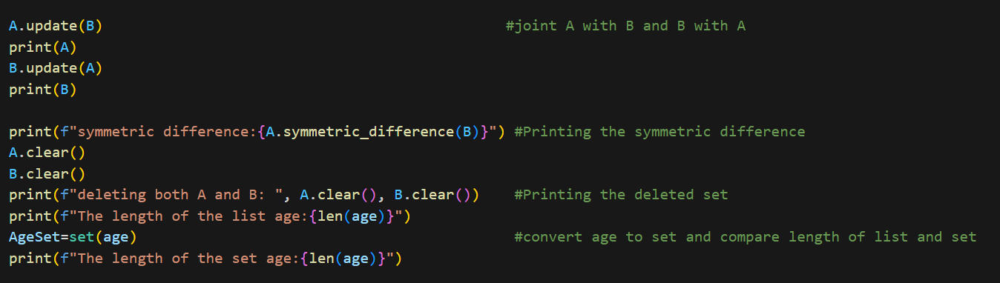 A.update(B) #joint A with B and B with A
print(A)
B.update(A)
print(B)
print(f"symmetric difference:{A.symmetric_difference(B)}") #Printing the symmetric difference
A.clear()
B.clear()
print(f"deleting both A and B: ", A.clear(), B.clear()) #Printing the deleted set
print(f"The length of the list age:{len(age)}")
AgeSet=set(age) #convert age to set and compare length of list and set
print(f"The length of the set age:{len(age)}")